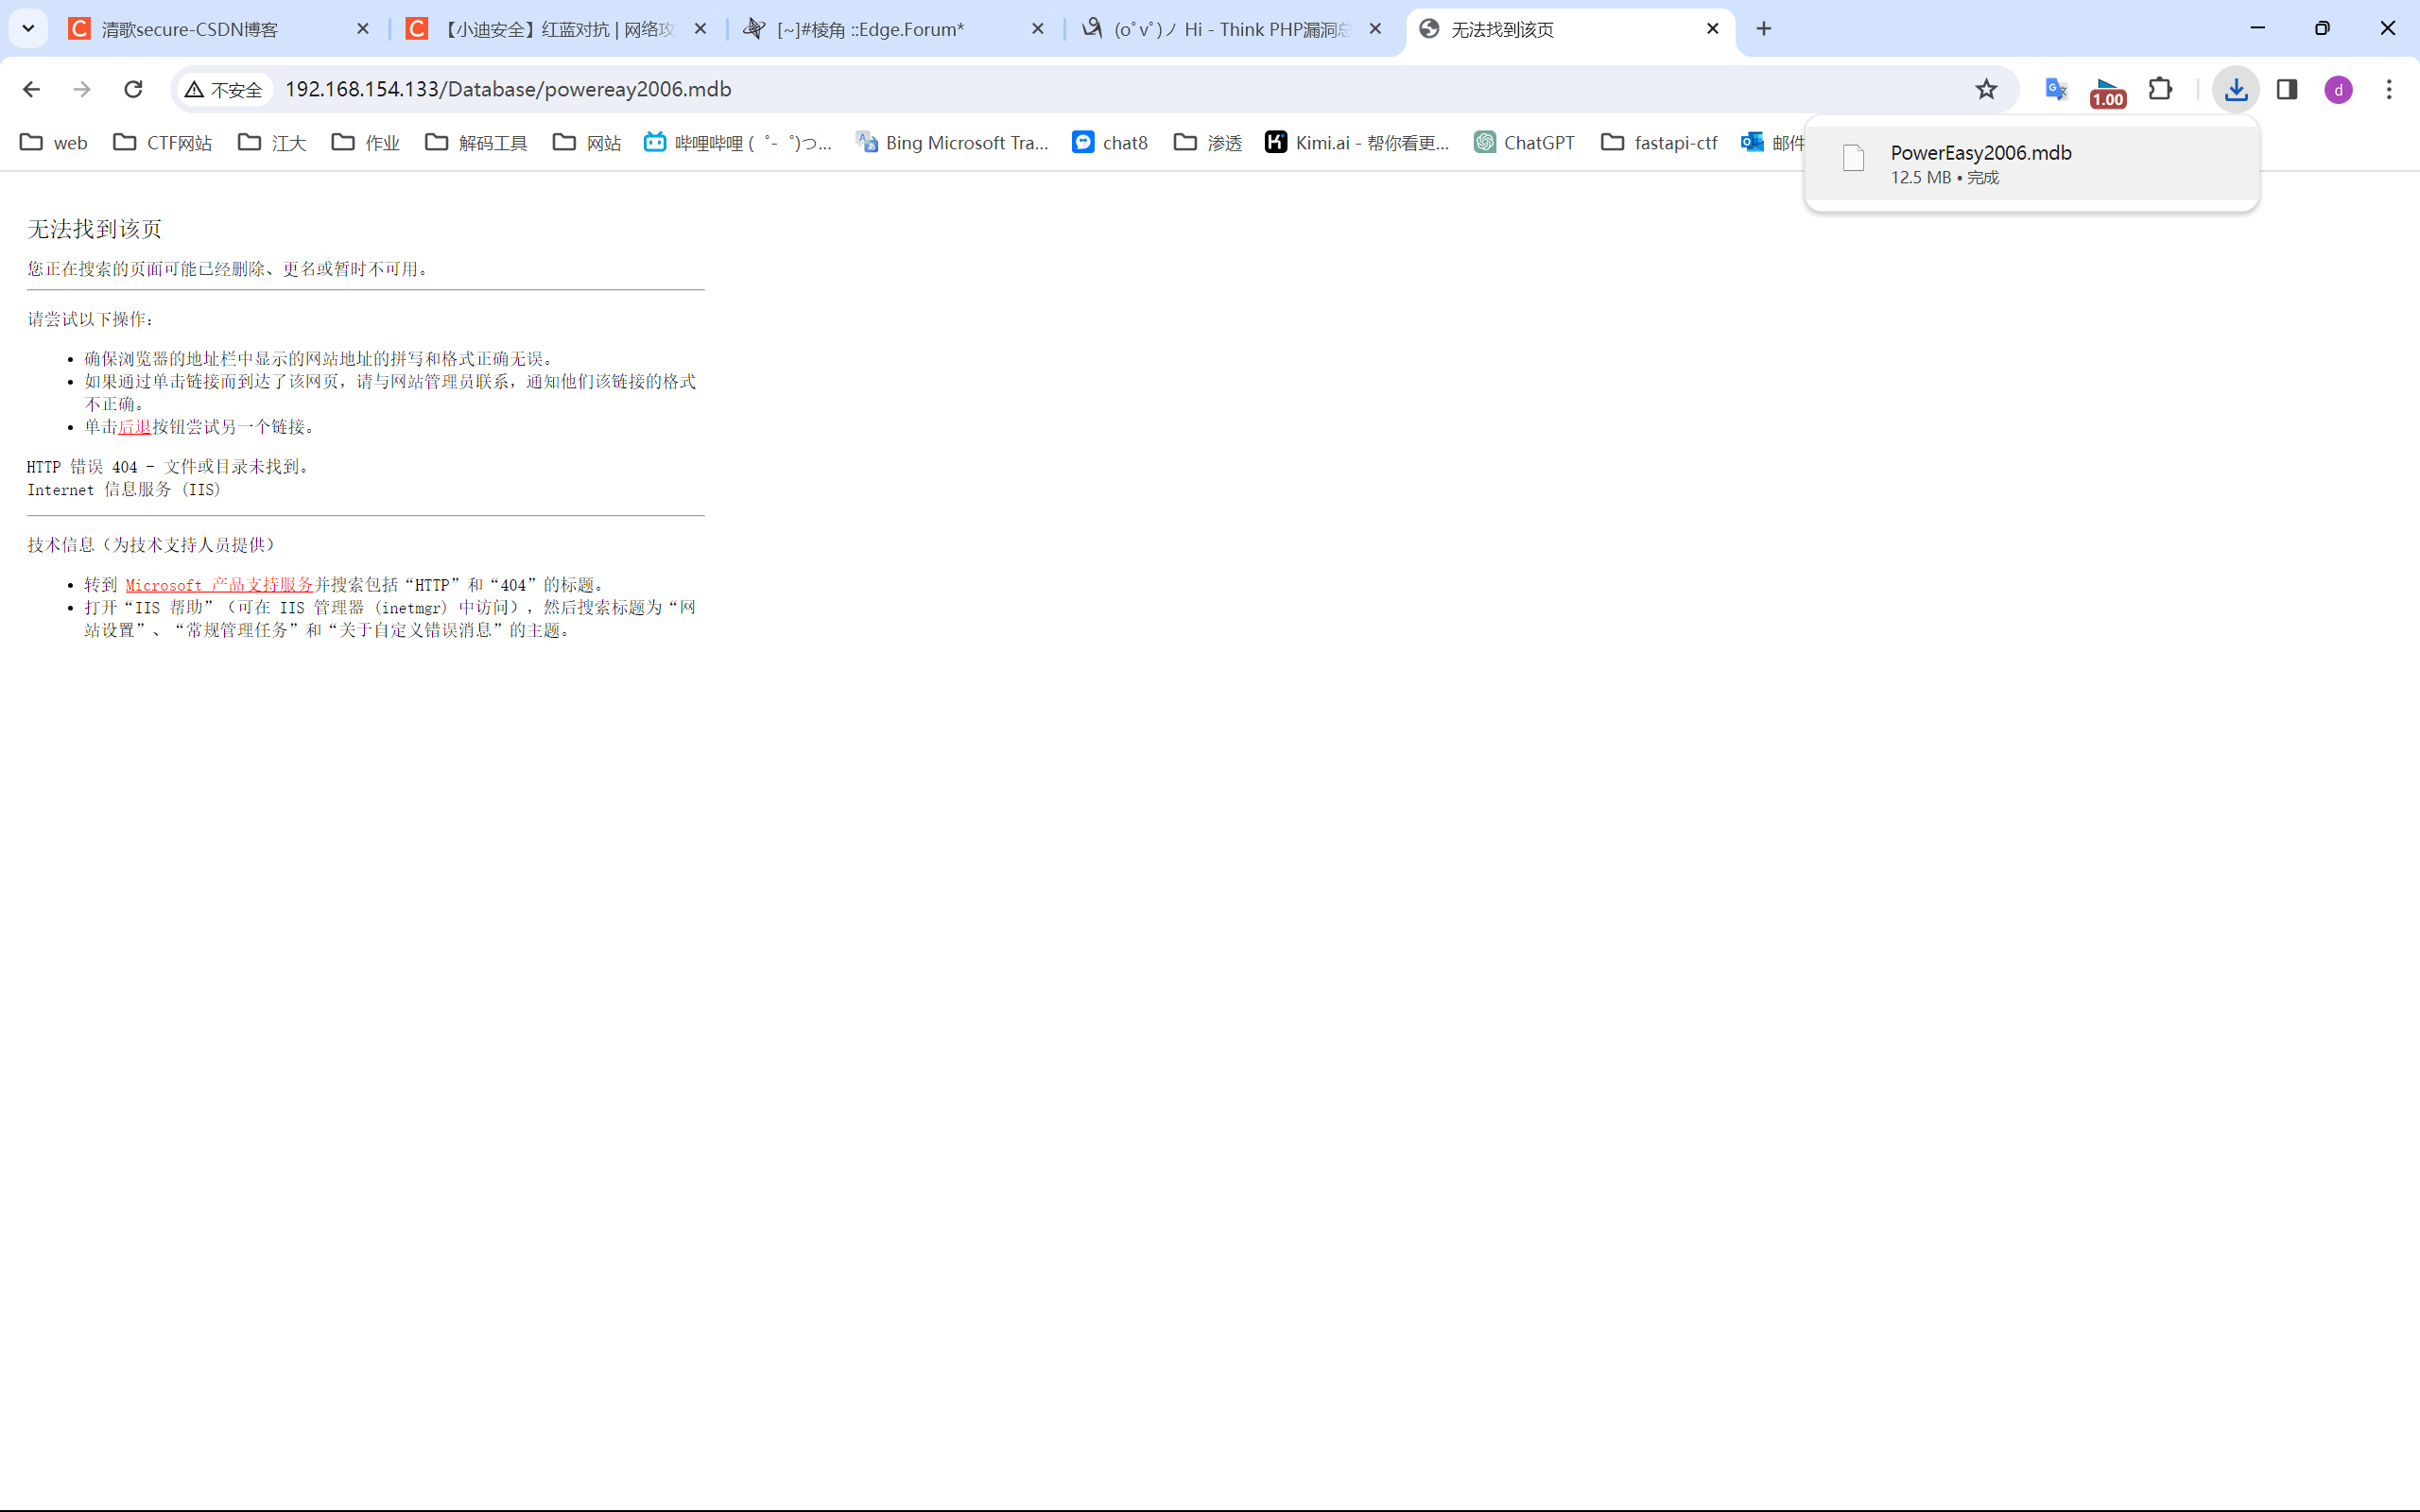 清歌secure-CSDN博客
【小迪安全】红蓝对抗 | 网络攻
[~]#棱角 ::Edge.Forum*
(oﾟvﾟ)ノ Hi - Think PHP漏洞总
无法找到该页
不安全
192.168.154.133/Database/powereay2006.mdb
1.00
d
web
CTF网站
江大
作业
解码工具
网站
哔哩哔哩 (゜-゜)つ...
Bing Microsoft Tra...
chat8
渗透
Kimi.ai - 帮你看更...
ChatGPT
fastapi-ctf
邮件
PowerEasy2006.mdb
12.5 MB • 完成
无法找到该页
您正在搜索的页面可能已经删除、更名或暂时不可用。
请尝试以下操作：
• 确保浏览器的地址栏中显示的网站地址的拼写和格式正确无误。
• 如果通过单击链接而到达了该网页，请与网站管理员联系，通知他们该链接的格式
不正确。
• 单击后退按钮尝试另一个链接。
HTTP 错误 404 - 文件或目录未找到。
Internet 信息服务 (IIS)
技术信息（为技术支持人员提供）
• 转到 Microsoft 产品支持服务并搜索包括“HTTP”和“404”的标题。
• 打开“IIS 帮助”（可在 IIS 管理器 (inetmgr) 中访问），然后搜索标题为“网
站设置”、“常规管理任务”和“关于自定义错误消息”的主题。